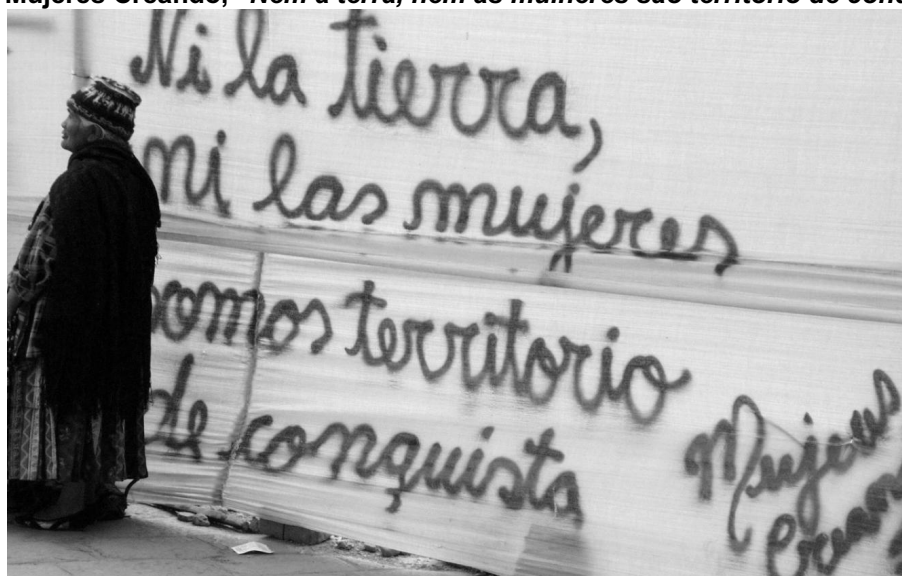 Mujeres Creando, "Nem a terra, nem as mulheres são território de
Ni la tierra,
ni las mujeres
somos territorio
de conquista
Mujeres